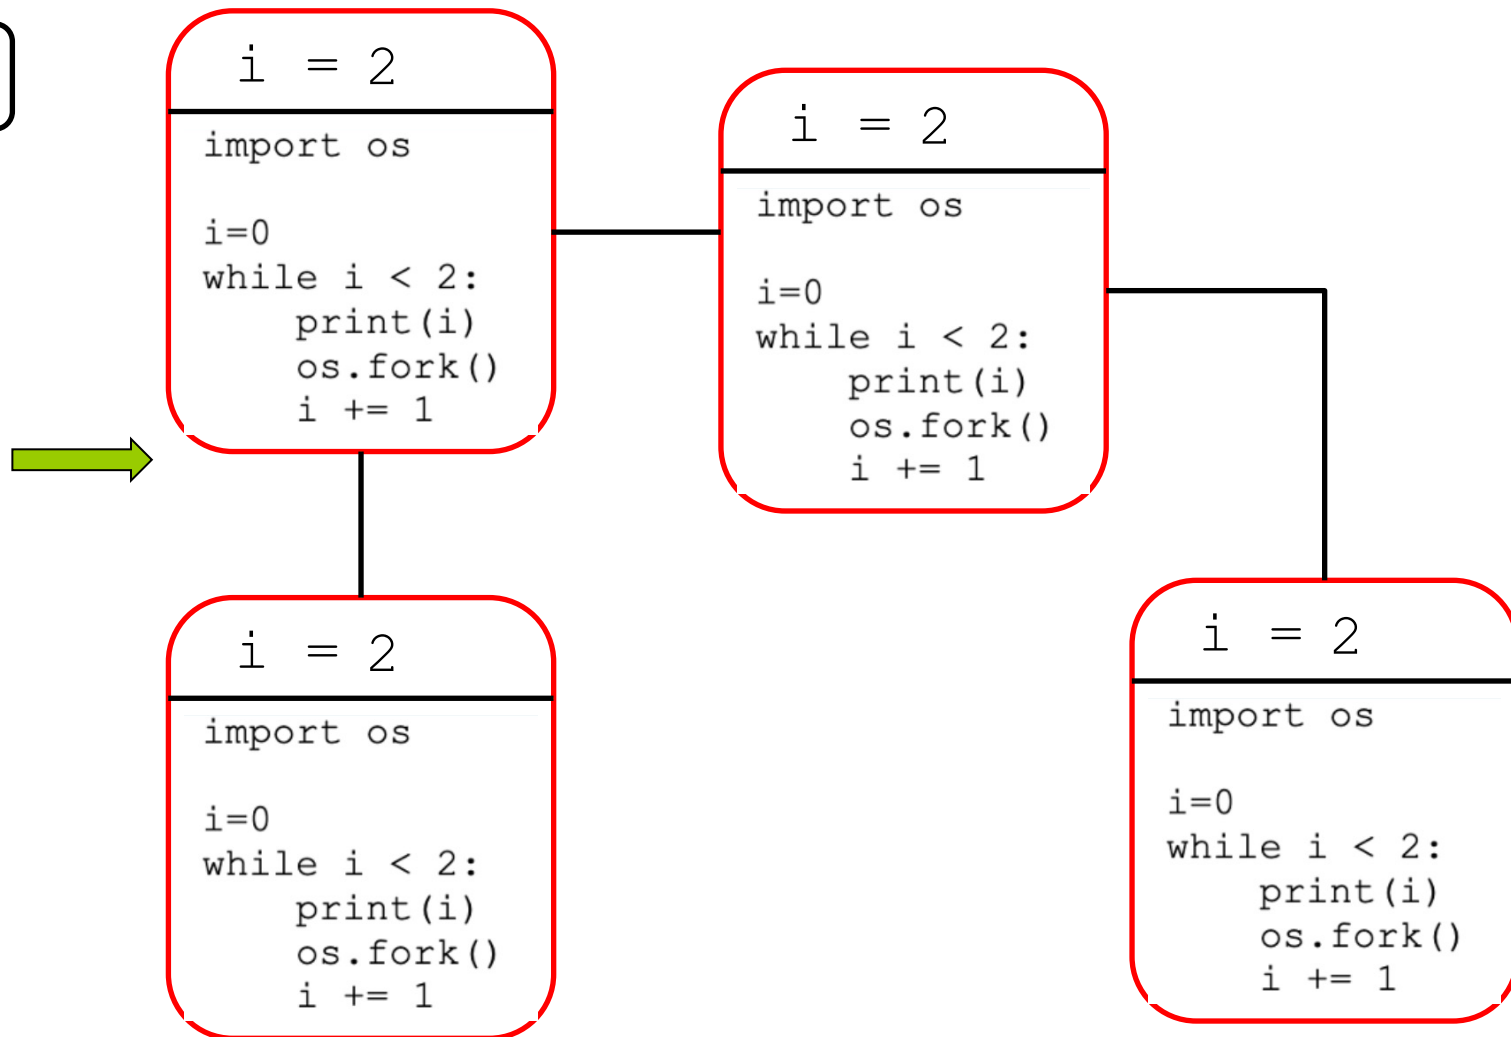 i = 2
import os
i=0
while i < 2:
print(i)
os.fork()
i += 1
i = 2
import os
i=0
while i < 2:
print(i)
os.fork()
i += 1
i = 2
import os
i=0
while i < 2:
print(i)
os.fork()
i += 1
i = 2
import os
i=0
while i < 2:
print(i)
os.fork()
i += 1